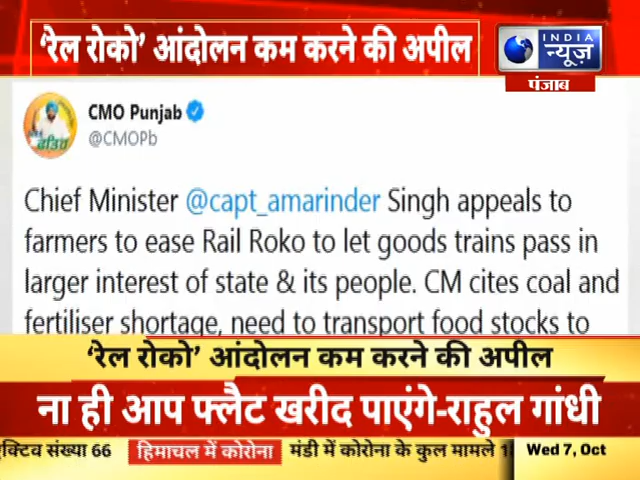 ‘रेल रोको’ आंदोलन कम करने की अपील
INDIA
न्यूज़
पंजाब
CMO Punjab
@CMOPb
Chief Minister @capt_amarinder Singh appeals to
farmers to ease Rail Roko to let goods trains pass in
larger interest of state & its people. CM cites coal and
fertiliser shortage, need to transport food stocks to
‘रेल रोको’ आंदोलन कम करने की अपील
ना ही आप फ्लैट खरीद पाएंगे-राहुल गांधी
क्टिव संख्या 66 हिमाचल में कोरोना मंडी में कोरोना के कुल मामले Wed 7, Oct